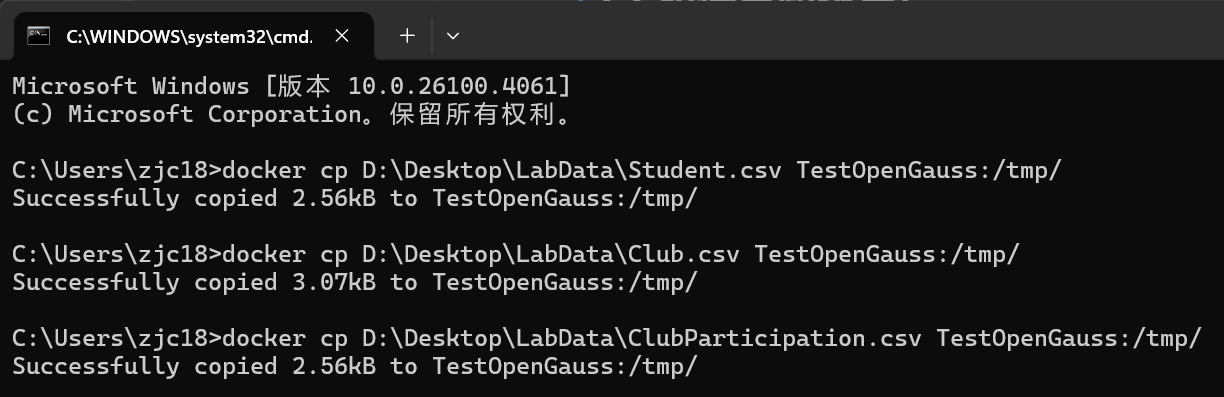 C:\WINDOWS\system32\cmd.
Microsoft Windows [版本 10.0.26100.4061]
(c) Microsoft Corporation。保留所有权利。
C:\Users\zjc18>docker cp D:\Desktop\LabData\Student.csv TestOpenGauss:/tmp/
Successfully copied 2.56kB to TestOpenGauss:/tmp/
C:\Users\zjc18>docker cp D:\Desktop\LabData\Club.csv TestOpenGauss:/tmp/
Successfully copied 3.07kB to TestOpenGauss:/tmp/
C:\Users\zjc18>docker cp D:\Desktop\LabData\ClubParticipation.csv TestOpenGauss:/tmp/
Successfully copied 2.56kB to TestOpenGauss:/tmp/